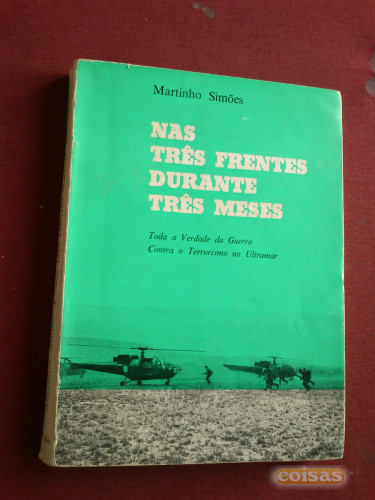 Martinho Simões
NAS
TRÊS FRENTES
DURANTE
TRÊS MESES
Toda a Verdade da Guerra
Contra o Terrorismo no Ultramar
coisas